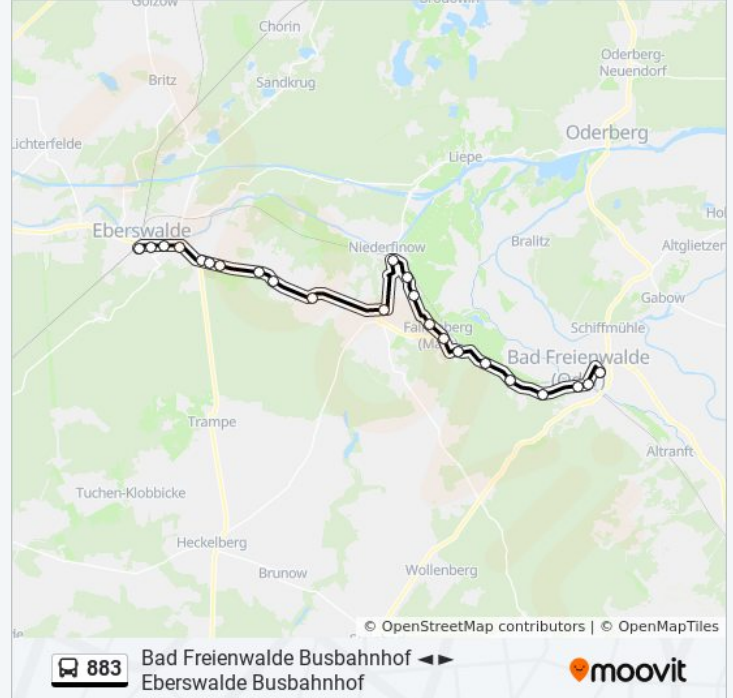 Golzow
Chorin
Britz
Sandkrug
Oderberg-
Neuendorf
Lichterfelde
Oderberg
Liepe
Eberswalde
Niederfinow
Bralitz
Altglietzen
Gabow
Schiffmühle
Bad Freienwalde
Trampe
Altranft
Tuchen-Klobbicke
Heckelberg
Brunow
Wollenberg
© OpenStreetMap contributors | © OpenMapTiles
883
Bad Freienwalde Busbahnhof ◄ ►
Eberswalde Busbahnhof
moovit